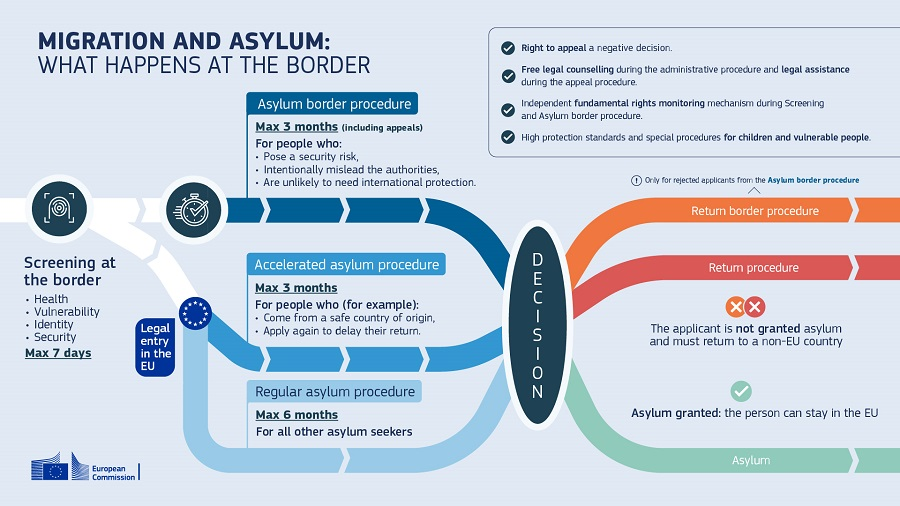 MIGRATION AND ASYLUM:
WHAT HAPPENS AT THE BORDER
Right to appeal a negative decision.
Free legal counselling during the administrative procedure and legal assistance
during the appeal procedure.
Independent fundamental rights monitoring mechanism during Screening
and Asylum border procedure.
High protection standards and special procedures for children and vulnerable people.
Asylum border procedure
Max 3 months (including appeals)
For people who:
• Pose a security risk,
• Intentionally mislead the authorities,
• Are unlikely to need international protection.
Screening at
the border
• Health
• Vulnerability
• Identity
• Security
Max 7 days
Legal
entry
in the
EU
Accelerated asylum procedure
Max 3 months
For people who (for example):
• Come from a safe country of origin,
• Apply again to delay their return.
Regular asylum procedure
Max 6 months
For all other asylum seekers
DECISION
Only for rejected applicants from the Asylum border procedure
Return border procedure
Return procedure
The applicant is not granted asylum
and must return to a non-EU country
Asylum granted: the person can stay in the EU
Asylum
European
Commission